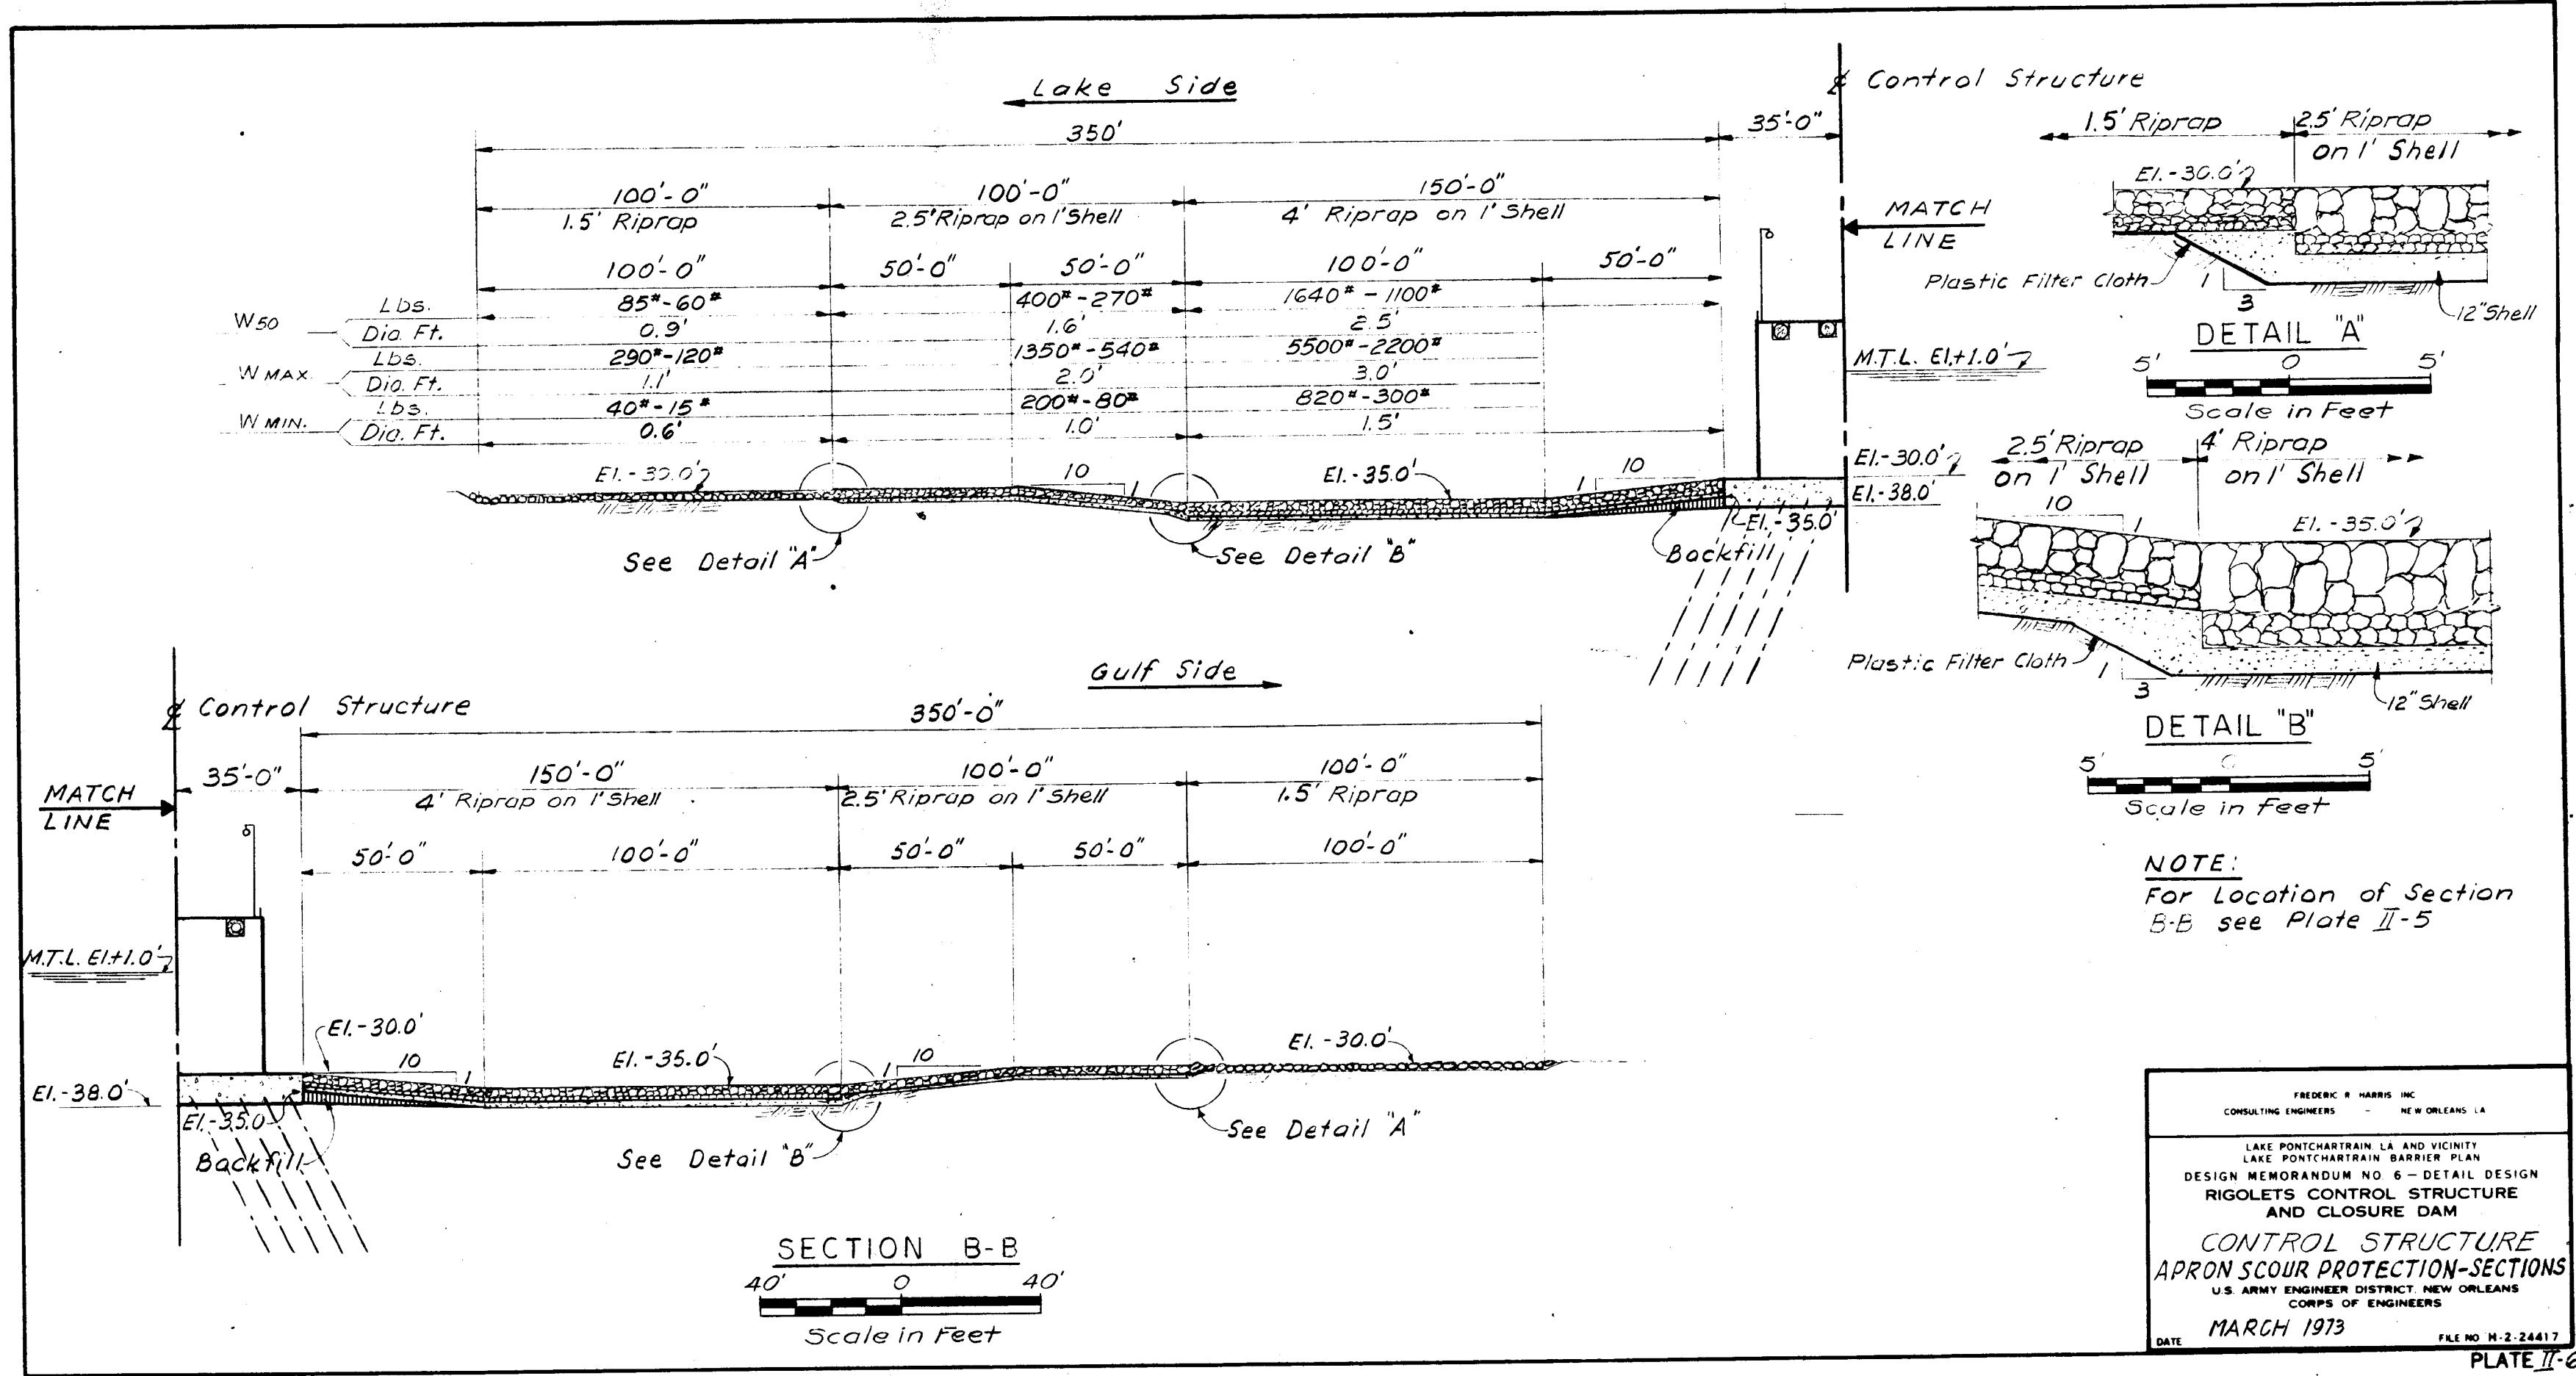 Lake Side
℄ Control Structure
350'
35'-0"
100'-0"
100'-0"
150'-0"
1.5' Riprap
2.5' Riprap on 1' Shell
4' Riprap on 1' Shell
MATCH
LINE
100'-0"
50'-0"
50'-0"
100'-0"
50'-0"
W50
Lbs.
85#-60#
400#-270#
1640#-1100#
Dia. Ft.
0.9'
1.6'
2.5'
W MAX.
Lbs.
290#-120#
1350#-540#
5500#-2200#
Dia. Ft.
1.1'
2.0'
3.0'
W MIN.
Lbs.
40#-15#
200#-80#
820#-300#
Dia. Ft.
0.6'
1.0'
1.5'
M.T.L. El.+1.0'
El.-30.0'
10
1
El.-35.0'
1
10
El.-30.0'
El.-38.0'
El.-35.0'
See Detail "A"
See Detail "B"
Backfill
1.5' Riprap
2.5' Riprap
on 1' Shell
El.-30.0'
Plastic Filter Cloth
1
3
12" Shell
DETAIL "A"
5' 0 5'
Scale in Feet
2.5' Riprap
on 1' Shell
4' Riprap
on 1' Shell
10
1
El.-35.0'
Plastic Filter Cloth
1
3
12" Shell
DETAIL "B"
5' 0 5'
Scale in Feet
Gulf Side
℄ Control Structure
350'-0"
MATCH
LINE
35'-0"
150'-0"
100'-0"
100'-0"
4' Riprap on 1' Shell
2.5' Riprap on 1' Shell
1.5' Riprap
50'-0"
100'-0"
50'-0"
50'-0"
100'-0"
M.T.L. El.+1.0'
El.-30.0'
10
1
El.-35.0'
1
10
El.-30.0'
El.-38.0'
El.-35.0
Backfill
See Detail "B"
See Detail "A"
SECTION B-B
40' 0 40'
Scale in Feet
NOTE:
For Location of Section
B-B see Plate II-5
FREDERIC R HARRIS INC
CONSULTING ENGINEERS - NEW ORLEANS LA
LAKE PONTCHARTRAIN, LA AND VICINITY
LAKE PONTCHARTRAIN BARRIER PLAN
DESIGN MEMORANDUM NO. 6 – DETAIL DESIGN
RIGOLETS CONTROL STRUCTURE
AND CLOSURE DAM
CONTROL STRUCTURE
APRON SCOUR PROTECTION-SECTIONS
U.S. ARMY ENGINEER DISTRICT, NEW ORLEANS
CORPS OF ENGINEERS
DATE MARCH 1973 FILE NO H-2-24417
PLATE II-6